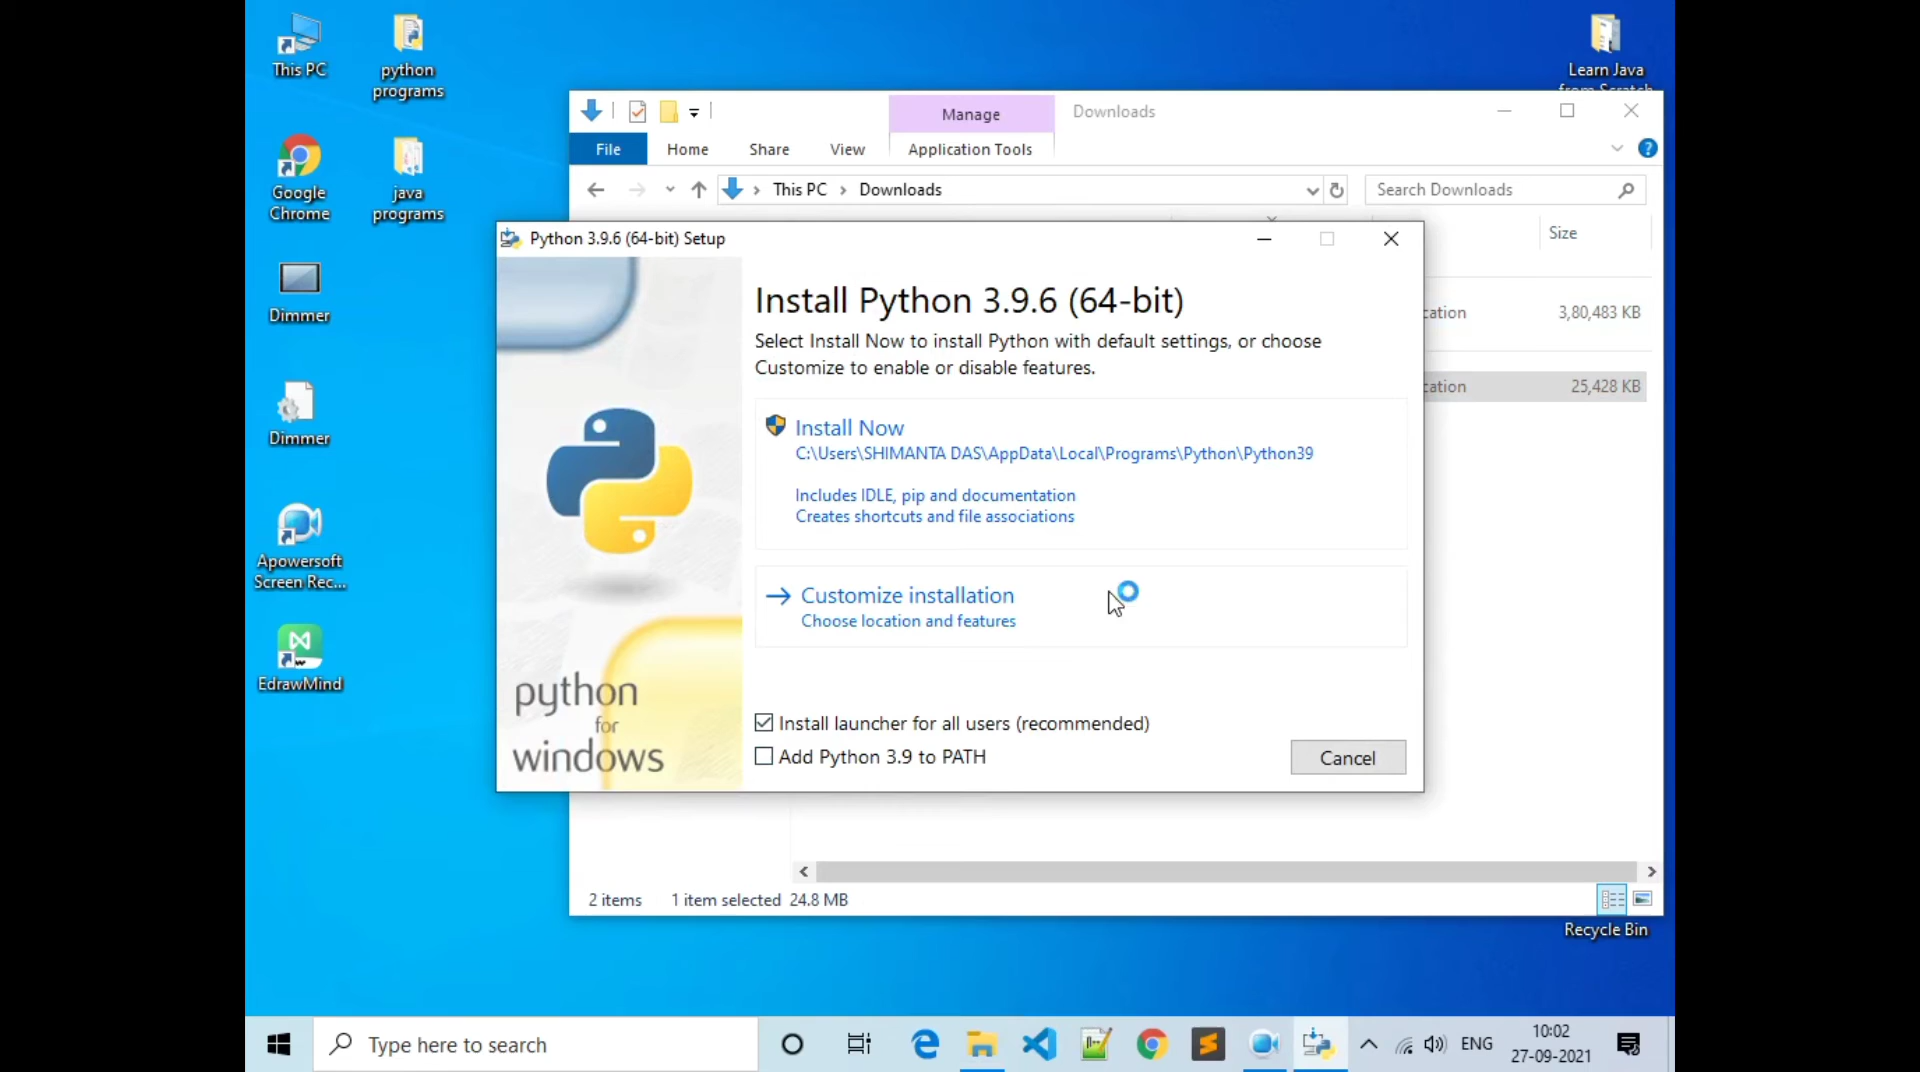 This PC
python
programs
Learn Java
from Scratch
Manage
Downloads
File
Home
Share
View
Application Tools
This PC
Downloads
Search Downloads
Google
Chrome
java
programs
Python 3.9.6 (64-bit) Setup
Size
Install Python 3.9.6 (64-bit)
Select Install Now to install Python with default settings, or choose
Customize to enable or disable features.
cation
3,80,483 KB
cation
25,428 KB
Dimmer
Install Now
C:\Users\SHIMANTA DAS\AppData\Local\Programs\Python\Python39
Includes IDLE, pip and documentation
Creates shortcuts and file associations
Dimmer
Customize installation
Choose location and features
Apowersoft
Screen Rec...
EdrawMind
python
for
windows
Install launcher for all users (recommended)
Add Python 3.9 to PATH
Cancel
2 items
1 item selected 24.8 MB
Recycle Bin
Type here to search
ENG
10:02
27-09-2021